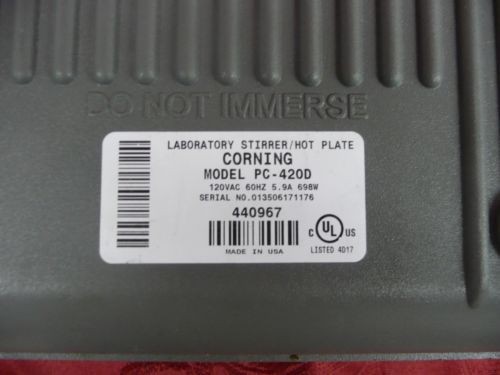 DO NOT IMMERSE
LABORATORY STIRRER/HOT PLATE
CORNING
MODEL PC-420D
120VAC 60HZ 5.9A 698W
SERIAL NO.013506171176
440967
MADE IN USA
C UL US
LISTED 4D17